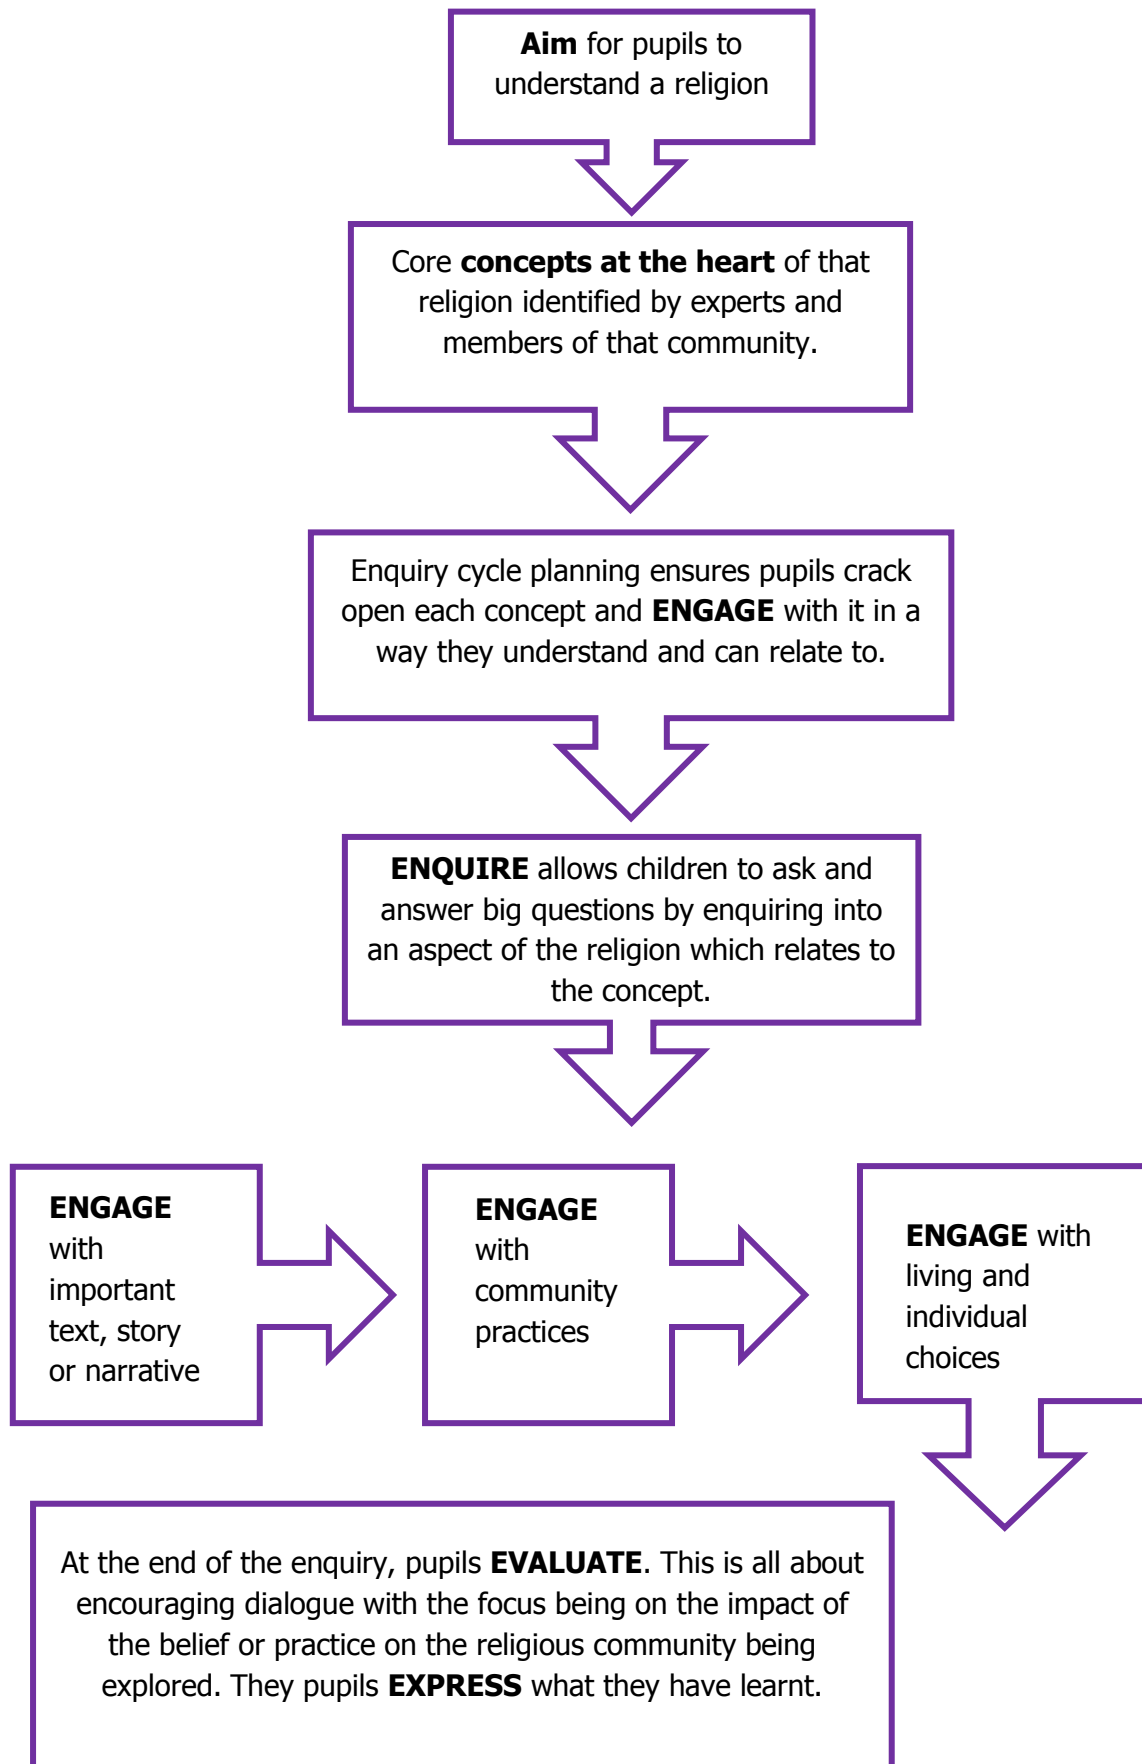 Aim for pupils to
understand a religion
Core concepts at the heart of that
religion identified by experts and
members of that community.
Enquiry cycle planning ensures pupils crack
open each concept and ENGAGE with it in a
way they understand and can relate to.
ENQUIRE allows children to ask and
answer big questions by enquiring into
an aspect of the religion which relates to
the concept.
ENGAGE
with
important
text, story
or narrative
ENGAGE
with
community
practices
ENGAGE with
living and
individual
choices
At the end of the enquiry, pupils EVALUATE. This is all about
encouraging dialogue with the focus being on the impact of
the belief or practice on the religious community being
explored. They pupils EXPRESS what they have learnt.